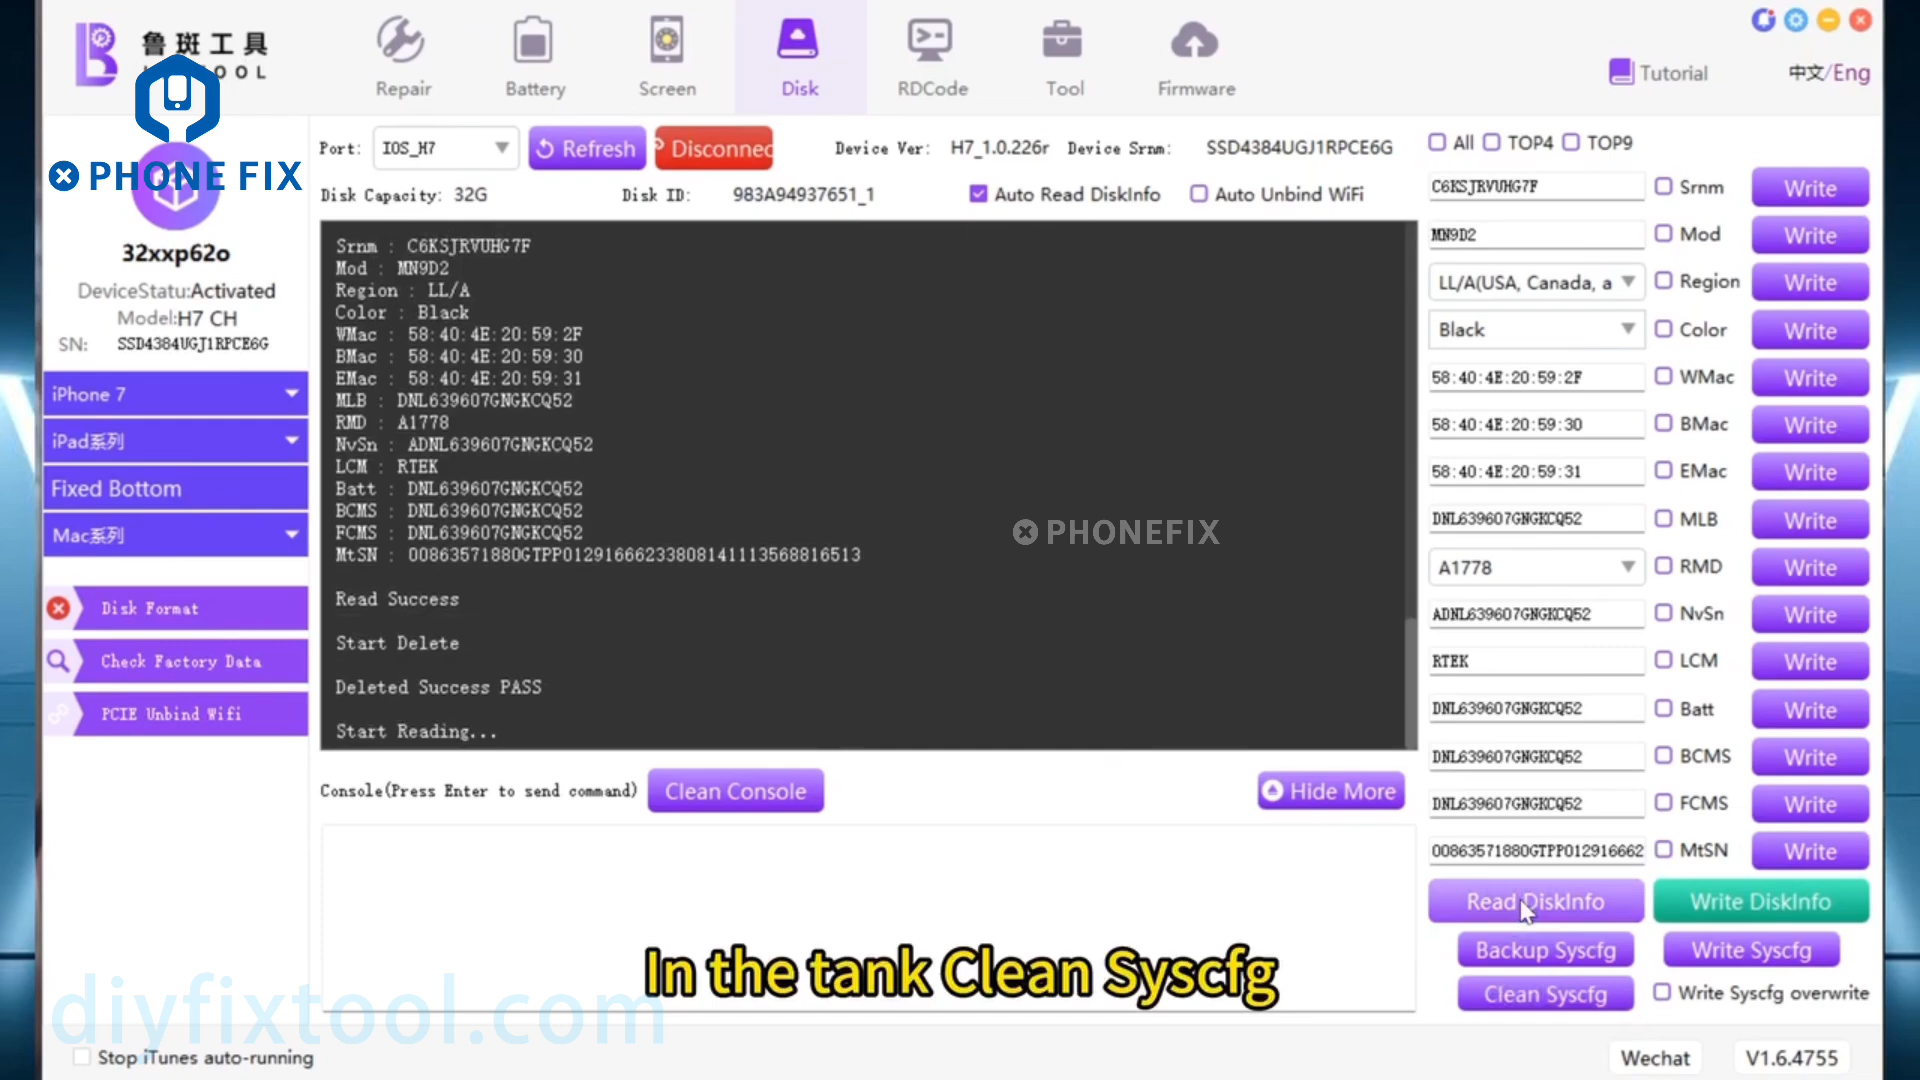 鲁班工具
PHONE FIX
Repair
Battery
Screen
Disk
RDCode
Tool
Firmware
Tutorial
中文/Eng
32xxp62o
DeviceStatu:Activated
Model:H7 CH
SN: SSD4384UGJ1RPCE6G
iPhone 7
iPad系列
Fixed Bottom
Mac系列
Disk Format
Check Factory Data
PCIE Unbind Wifi
Port: IOS_H7 Refresh Disconnec
Device Ver: H7_1.0.226r Device Srnm: SSD4384UGJ1RPCE6G
Disk Capacity: 32G Disk ID: 983A94937651_1 Auto Read DiskInfo Auto Unbind WiFi
Srnm : C6KSJRVUHG7F
Mod : MN9D2
Region : LL/A
Color : Black
WMac : 58:40:4E:20:59:2F
BMac : 58:40:4E:20:59:30
EMac : 58:40:4E:20:59:31
MLB : DNL639607GNGKCQ52
RMD : A1778
NvSn : ADNL639607GNGKCQ52
LCM : RTEK
Batt : DNL639607GNGKCQ52
BCMS : DNL639607GNGKCQ52
FCMS : DNL639607GNGKCQ52
MtSN : 00863571880GTPP01291666233808141113568816513
Read Success
Start Delete
Deleted Success PASS
Start Reading...
PHONEFIX
Console(Press Enter to send command) Clean Console Hide More
All TOP4 TOP9
C6KSJRVUHG7F Srnm Write
MN9D2 Mod Write
LL/A(USA, Canada, a Region Write
Black Color Write
58:40:4E:20:59:2F WMac Write
58:40:4E:20:59:30 BMac Write
58:40:4E:20:59:31 EMac Write
DNL639607GNGKCQ52 MLB Write
A1778 RMD Write
ADNL639607GNGKCQ52 NvSn Write
RTEK LCM Write
DNL639607GNGKCQ52 Batt Write
DNL639607GNGKCQ52 BCMS Write
DNL639607GNGKCQ52 FCMS Write
00863571880GTPP012916662 MtSN Write
Read DiskInfo Write DiskInfo
Backup Syscfg Write Syscfg
Clean Syscfg Write Syscfg overwrite
In the tank Clean Syscfg
diyfixtool.com
Stop iTunes auto-running
Wechat V1.6.4755